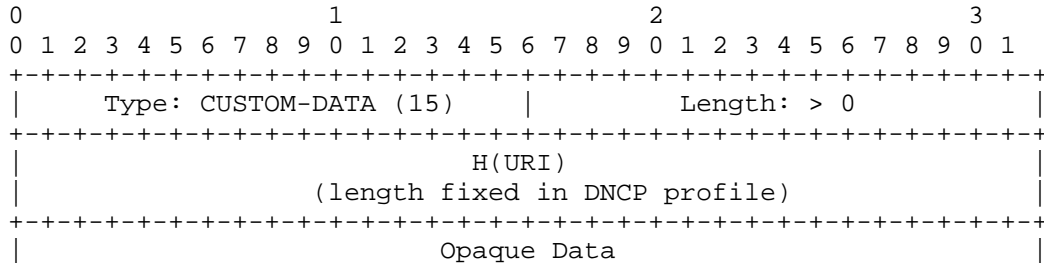 0                   1                   2                   3
0 1 2 3 4 5 6 7 8 9 0 1 2 3 4 5 6 7 8 9 0 1 2 3 4 5 6 7 8 9 0 1
+-+-+-+-+-+-+-+-+-+-+-+-+-+-+-+-+-+-+-+-+-+-+-+-+-+-+-+-+-+-+-+-+
|     Type: CUSTOM-DATA (15)    |         Length: > 0           |
+-+-+-+-+-+-+-+-+-+-+-+-+-+-+-+-+-+-+-+-+-+-+-+-+-+-+-+-+-+-+-+-+
|                            H(URI)                             |
|                  (length fixed in DNCP profile)               |
+-+-+-+-+-+-+-+-+-+-+-+-+-+-+-+-+-+-+-+-+-+-+-+-+-+-+-+-+-+-+-+-+
|                          Opaque Data                          |